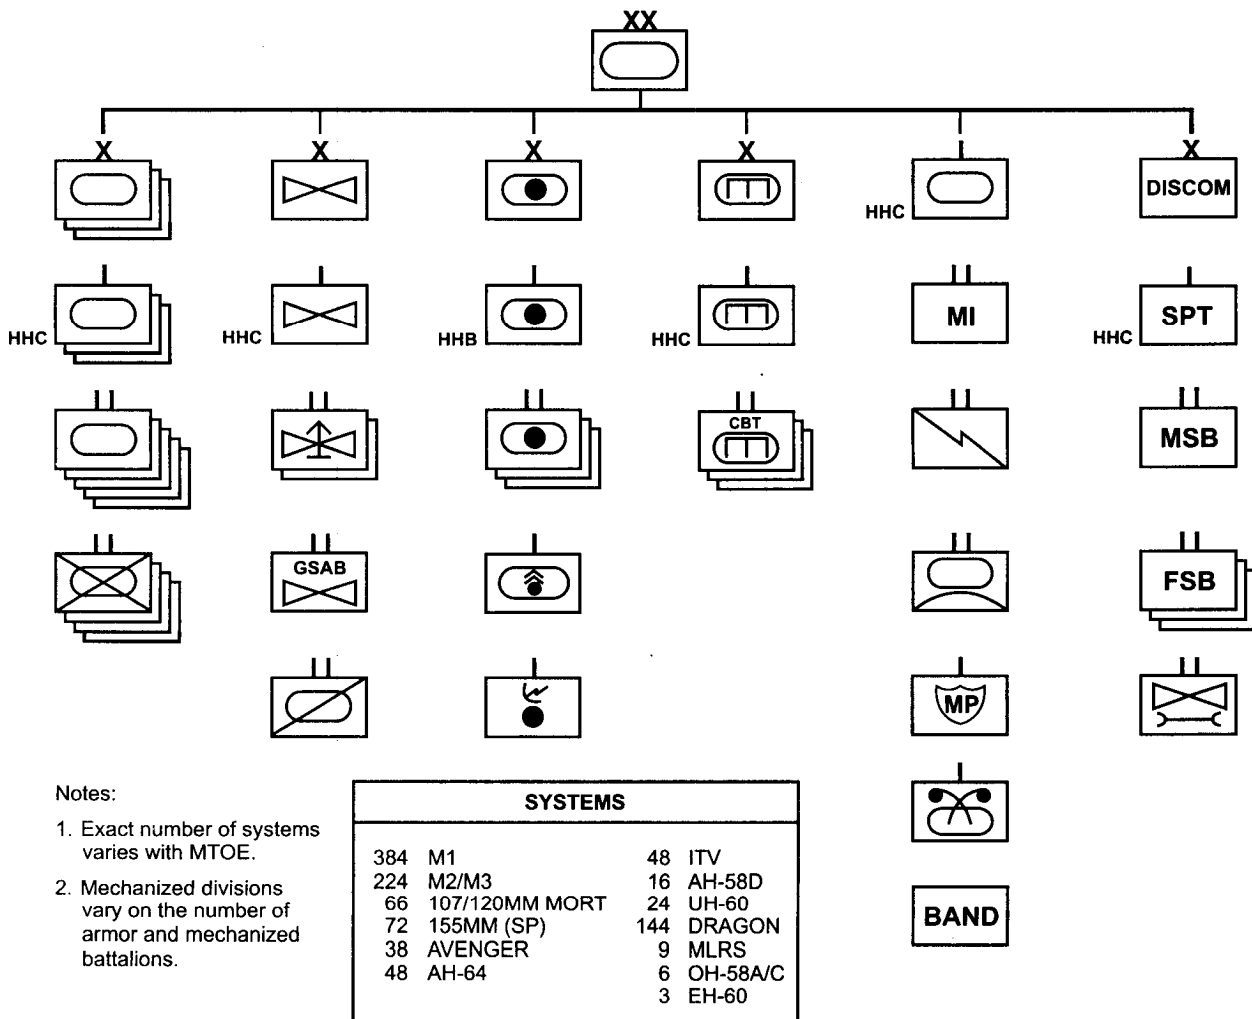 XX
X
X
X
X
X
DISCOM
HHC
HHC
HHC
HHB
HHC
MI
HHC
SPT
CBT
MSB
GSAB
FSB
MP
BAND
Notes:
1. Exact number of systems
varies with MTOE.
2. Mechanized divisions
vary on the number of
armor and mechanized
battalions.
SYSTEMS
384 M1
224 M2/M3
66 107/120MM MORT
72 155MM (SP)
38 AVENGER
48 AH-64
48 ITV
16 AH-58D
24 UH-60
144 DRAGON
9 MLRS
6 OH-58A/C
3 EH-60